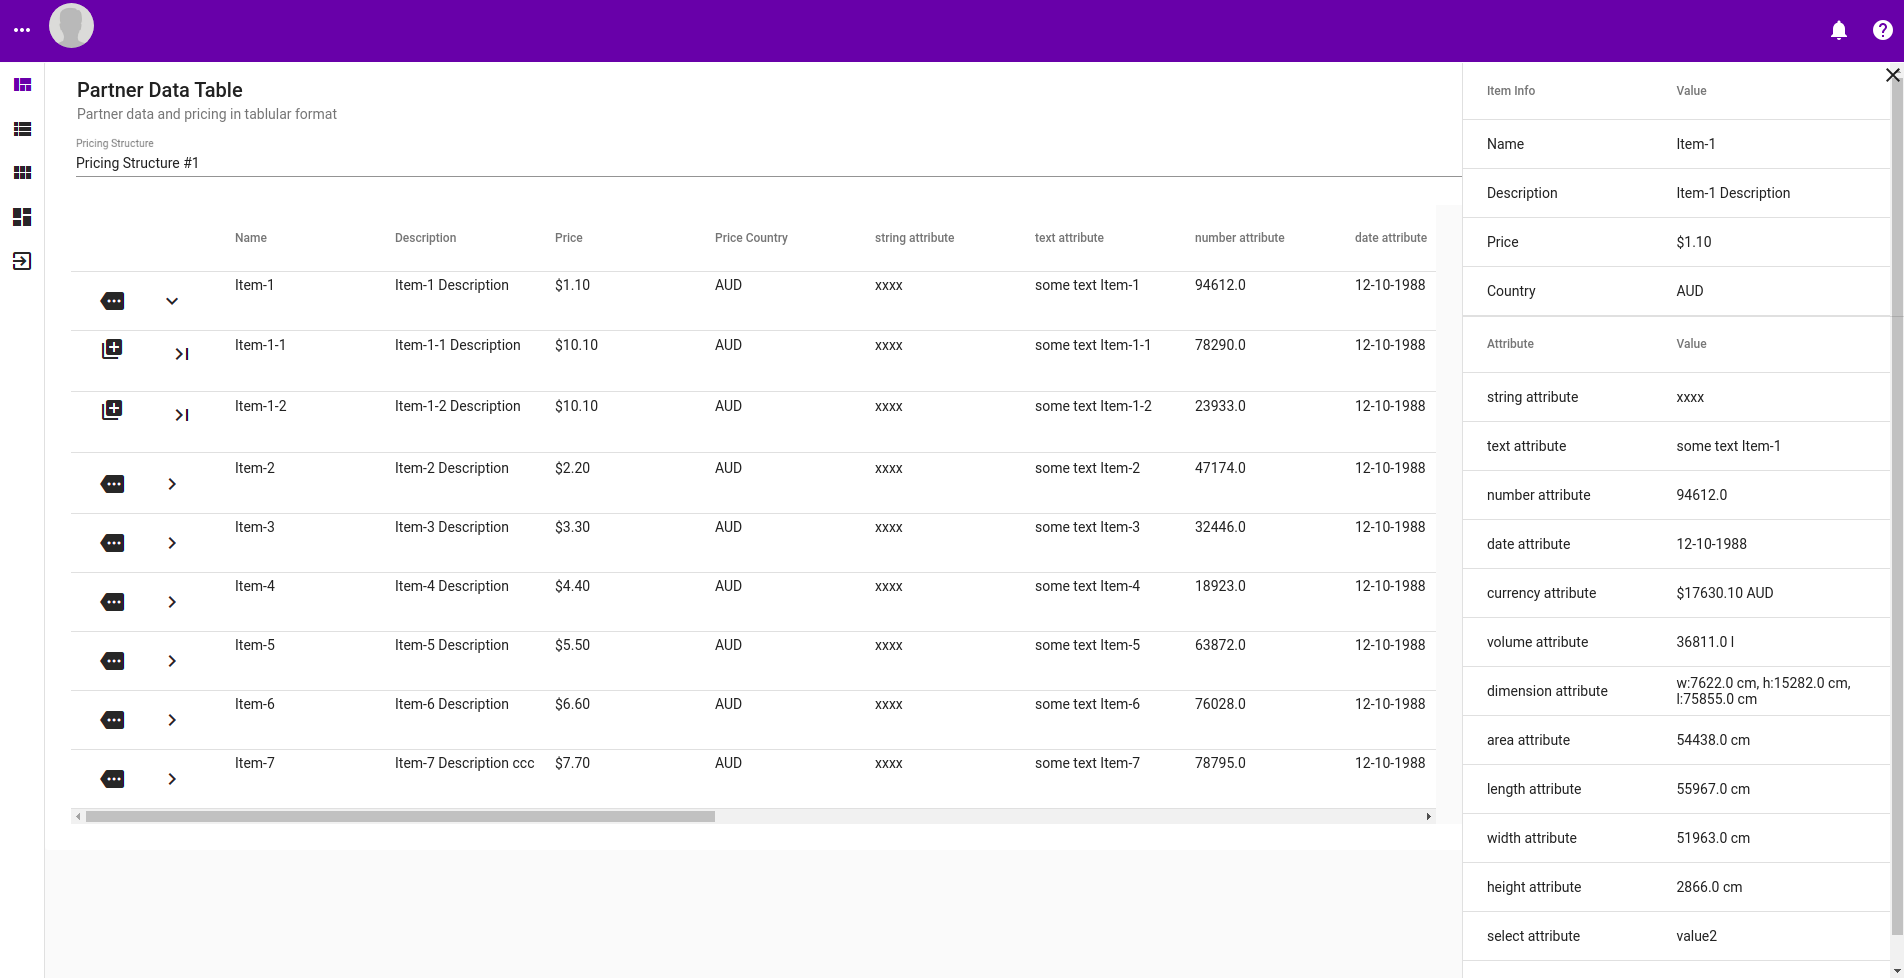 Partner Data Table
Partner data and pricing in tablular format
Pricing Structure
Pricing Structure #1
Name Description Price Price Country string attribute text attribute number attribute date attribute
Item-1 Item-1 Description $1.10 AUD xxxx some text Item-1 94612.0 12-10-1988
Item-1-1 Item-1-1 Description $10.10 AUD xxxx some text Item-1-1 78290.0 12-10-1988
Item-1-2 Item-1-2 Description $10.10 AUD xxxx some text Item-1-2 23933.0 12-10-1988
Item-2 Item-2 Description $2.20 AUD xxxx some text Item-2 47174.0 12-10-1988
Item-3 Item-3 Description $3.30 AUD xxxx some text Item-3 32446.0 12-10-1988
Item-4 Item-4 Description $4.40 AUD xxxx some text Item-4 18923.0 12-10-1988
Item-5 Item-5 Description $5.50 AUD xxxx some text Item-5 63872.0 12-10-1988
Item-6 Item-6 Description $6.60 AUD xxxx some text Item-6 76028.0 12-10-1988
Item-7 Item-7 Description ccc $7.70 AUD xxxx some text Item-7 78795.0 12-10-1988
Item Info Value
Name Item-1
Description Item-1 Description
Price $1.10
Country AUD
Attribute Value
string attribute xxxx
text attribute some text Item-1
number attribute 94612.0
date attribute 12-10-1988
currency attribute $17630.10 AUD
volume attribute 36811.0 l
dimension attribute w:7622.0 cm, h:15282.0 cm,
l:75855.0 cm
area attribute 54438.0 cm
length attribute 55967.0 cm
width attribute 51963.0 cm
height attribute 2866.0 cm
select attribute value2